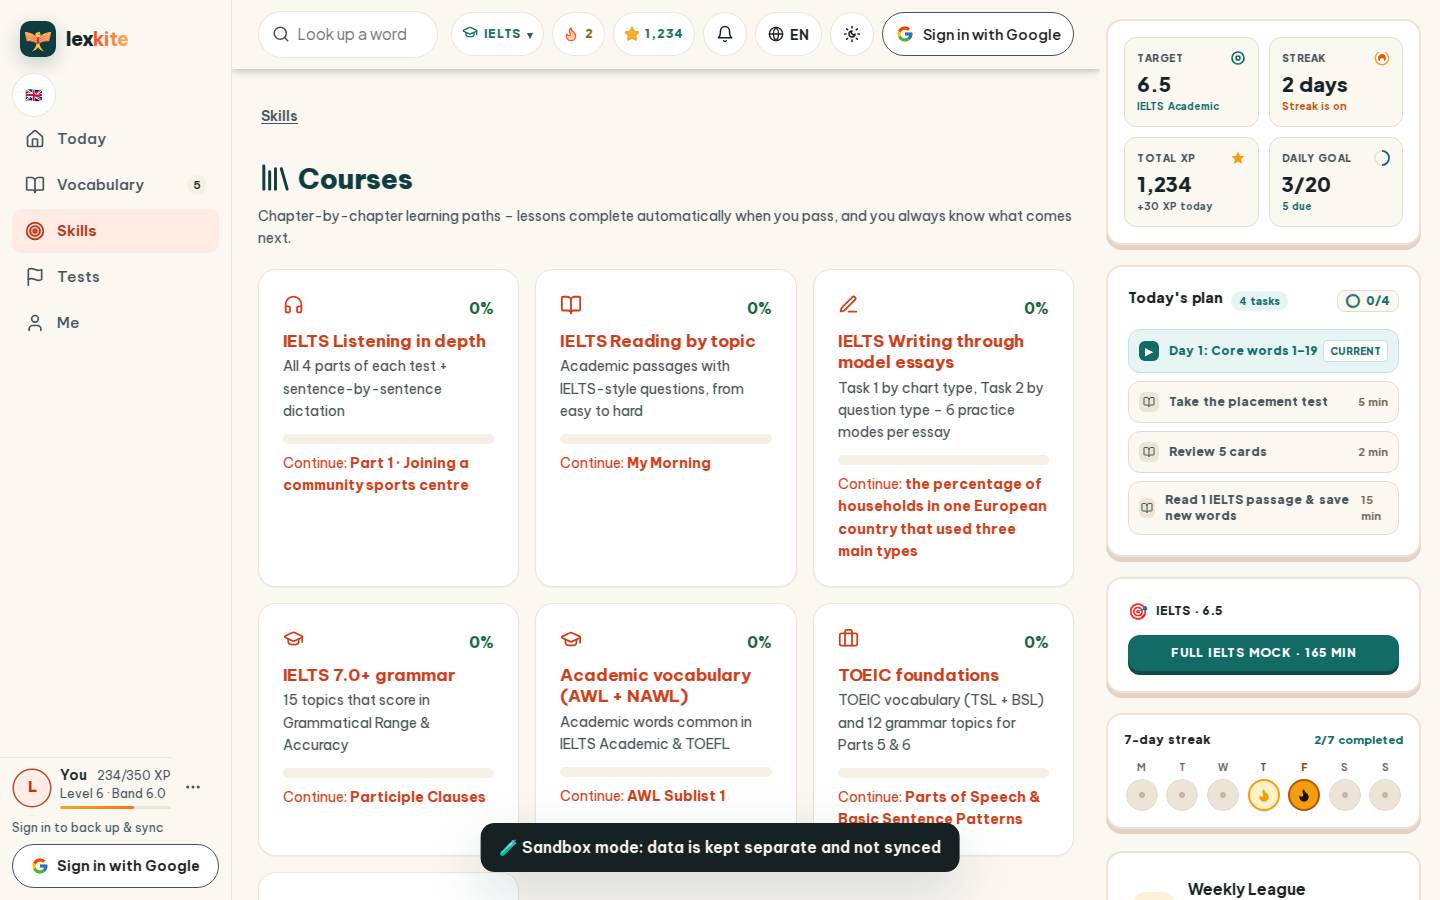 lexkite
Today
Vocabulary 5
Skills
Tests
Me
L
You 234/350 XP
Level 6 · Band 6.0
Sign in to back up & sync
Sign in with Google
Look up a word
IELTS ▾
2
1,234
EN
Sign in with Google
Skills
Courses
Chapter-by-chapter learning paths – lessons complete automatically when you pass, and you always know what comes
next.
0%
IELTS Listening in depth
All 4 parts of each test +
sentence-by-sentence
dictation
Continue: Part 1 · Joining a
community sports centre
0%
IELTS Reading by topic
Academic passages with
IELTS-style questions, from
easy to hard
Continue: My Morning
0%
IELTS Writing through
model essays
Task 1 by chart type, Task 2 by
question type – 6 practice
modes per essay
Continue: the percentage of
households in one European
country that used three
main types
0%
IELTS 7.0+ grammar
15 topics that score in
Grammatical Range &
Accuracy
Continue: Participle Clauses
0%
Academic vocabulary
(AWL + NAWL)
Academic words common in
IELTS Academic & TOEFL
Continue: AWL Sublist 1
0%
TOEIC foundations
TOEIC vocabulary (TSL + BSL)
and 12 grammar topics for
Parts 5 & 6
Continue: Parts of Speech &
Basic Sentence Patterns
Sandbox mode: data is kept separate and not synced
TARGET
6.5
IELTS Academic
STREAK
2 days
Streak is on
TOTAL XP
1,234
+30 XP today
DAILY GOAL
3/20
5 due
Today's plan 4 tasks 0/4
Day 1: Core words 1–19 CURRENT
Take the placement test 5 min
Review 5 cards 2 min
Read 1 IELTS passage & save 15
new words min
IELTS · 6.5
FULL IELTS MOCK · 165 MIN
7-day streak 2/7 completed
M T W T F S S
Weekly League